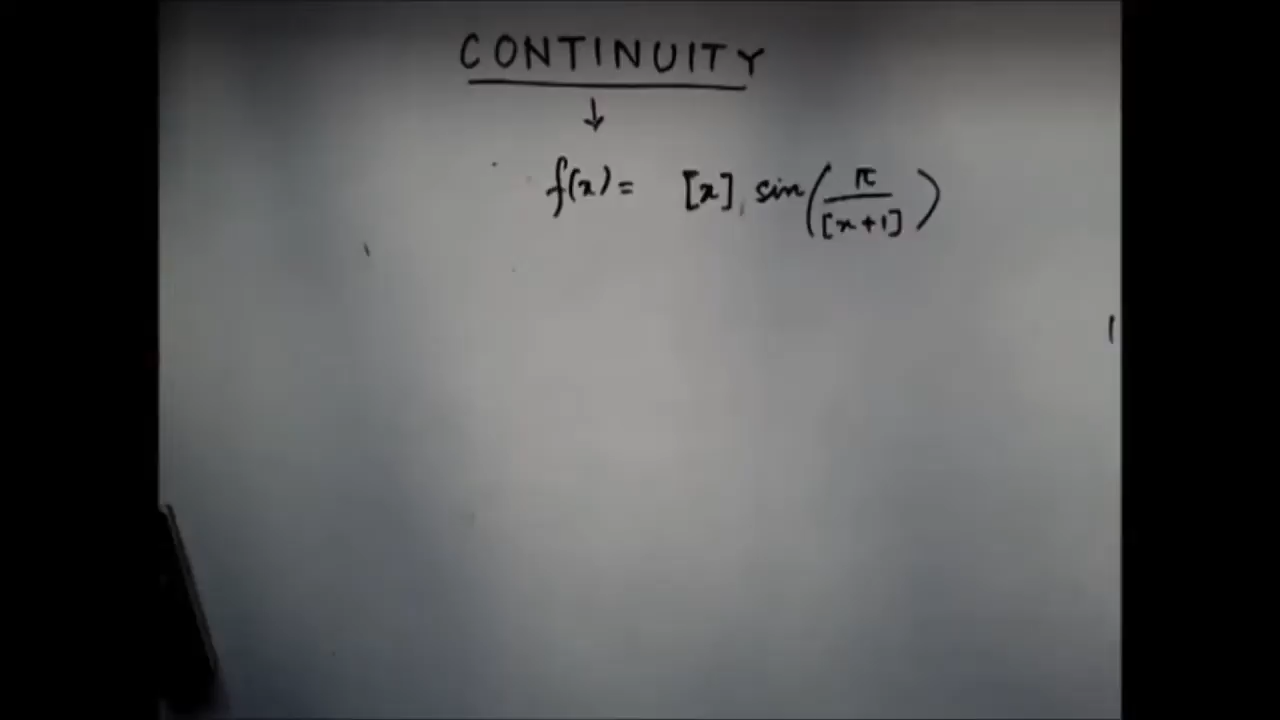 CONTINUITY
↓
f(x) = [x] sin(π/[x+1])